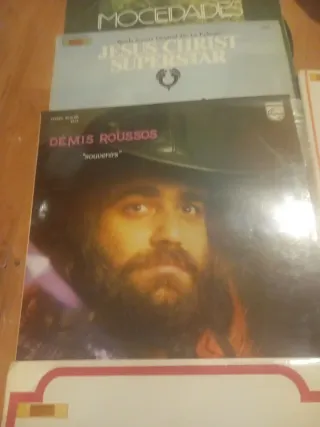 MOCEDADES
JESUS CHRIST
SUPERSTAR
DEMIS ROUSSOS
"souvenirs"